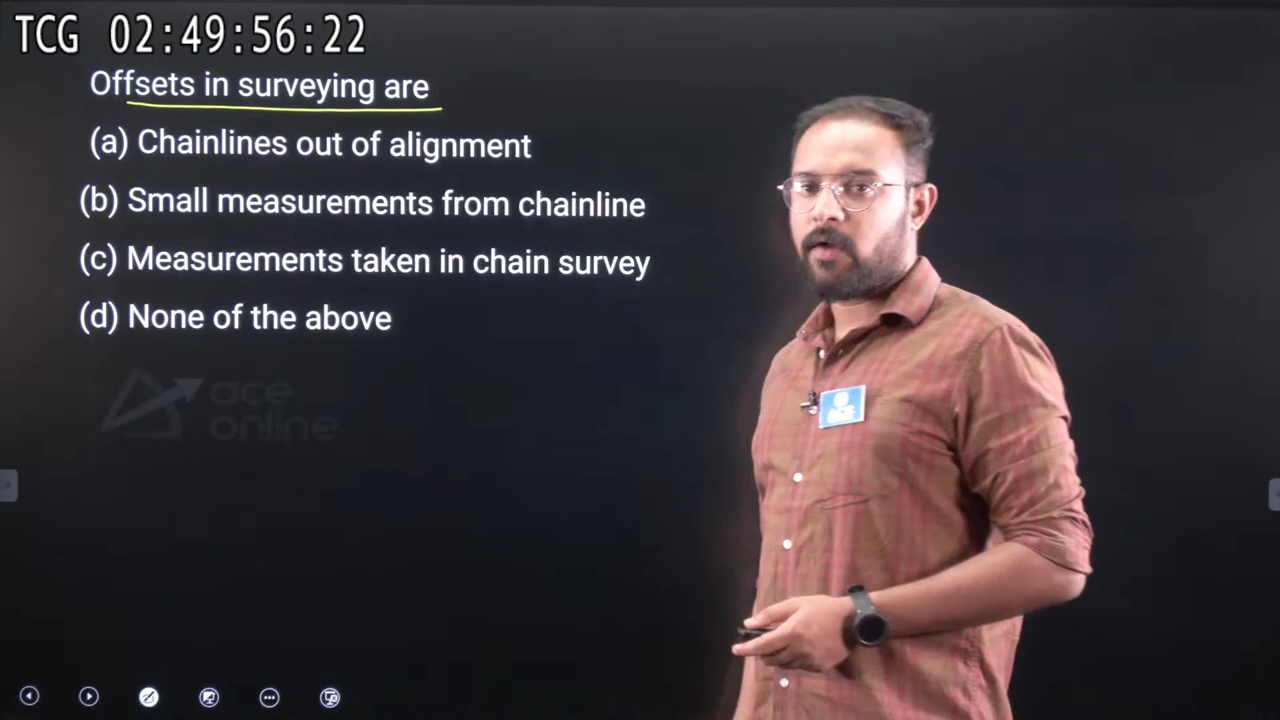 TCG 02:49:56:22
Offsets in surveying are
(a) Chainlines out of alignment
(b) Small measurements from chainline
(c) Measurements taken in chain survey
(d) None of the above
ace
online
ACE